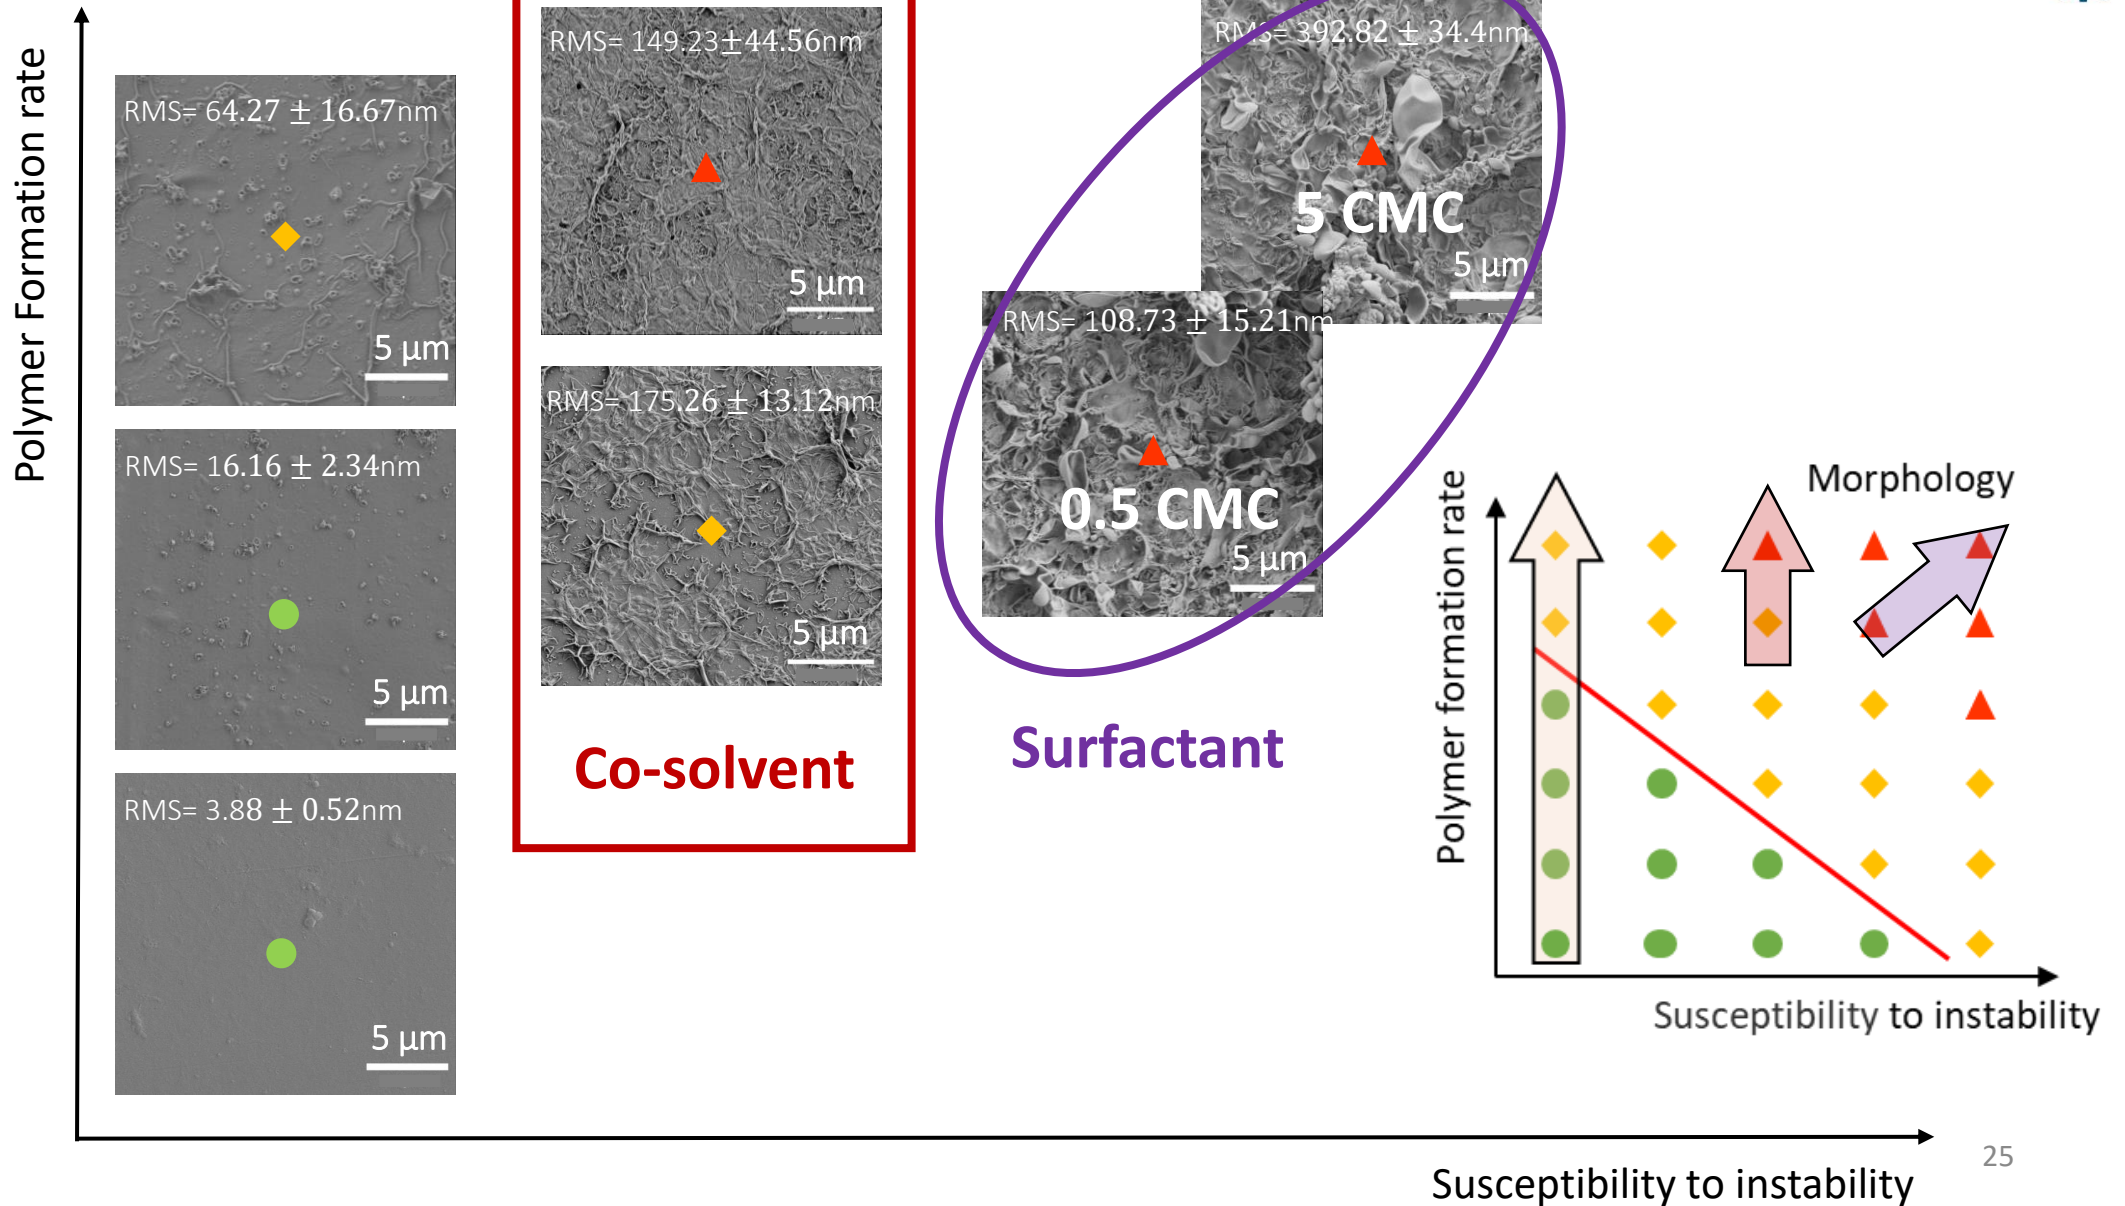 Polymer Formation rate
RMS= 64.27 ± 16.67nm
5 µm
RMS= 16.16 ± 2.34nm
5 µm
RMS= 3.88 ± 0.52nm
5 µm
RMS= 149.23±44.56nm
5 µm
RMS= 175.26 ± 13.12nm
5 µm
Co-solvent
RMS= 392.82 ± 34.4nm
5 CMC
5 µm
RMS= 108.73 ± 15.21nm
0.5 CMC
5 µm
Surfactant
Morphology
Polymer formation rate
Susceptibility to instability
Susceptibility to instability
25